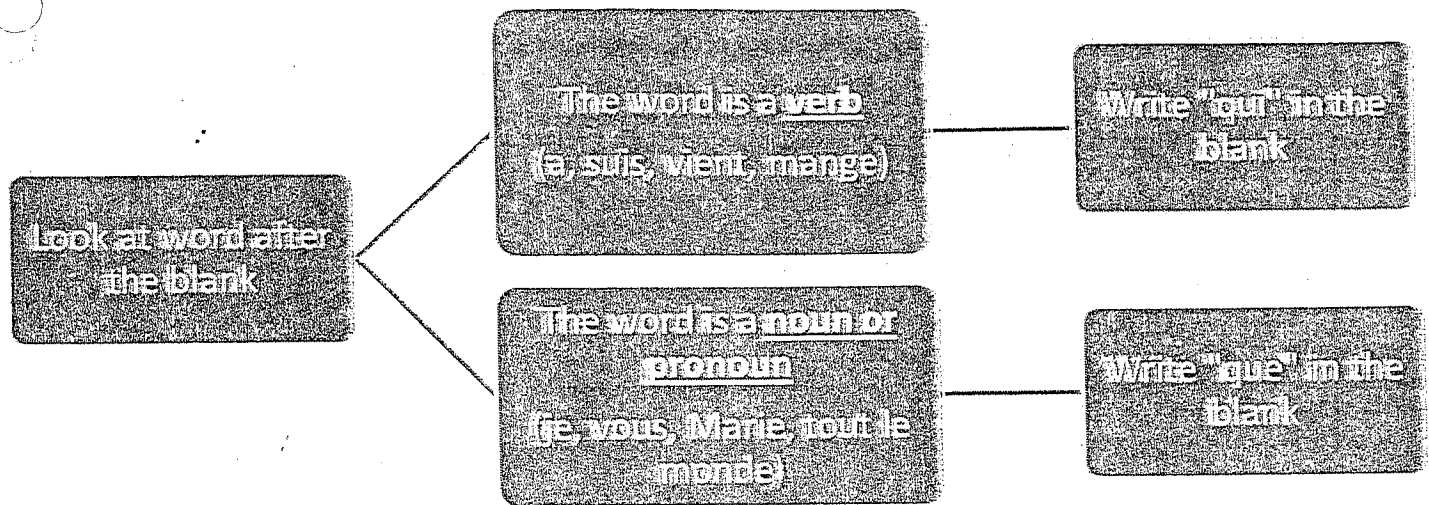 Look at word after
the blank
The word is a verb
(a, suis, vient, mange)
Write "qui" in the
blank
The word is a noun or
pronoun
(je, vous, Marie, tout le
monde)
Write "que" in the
blank